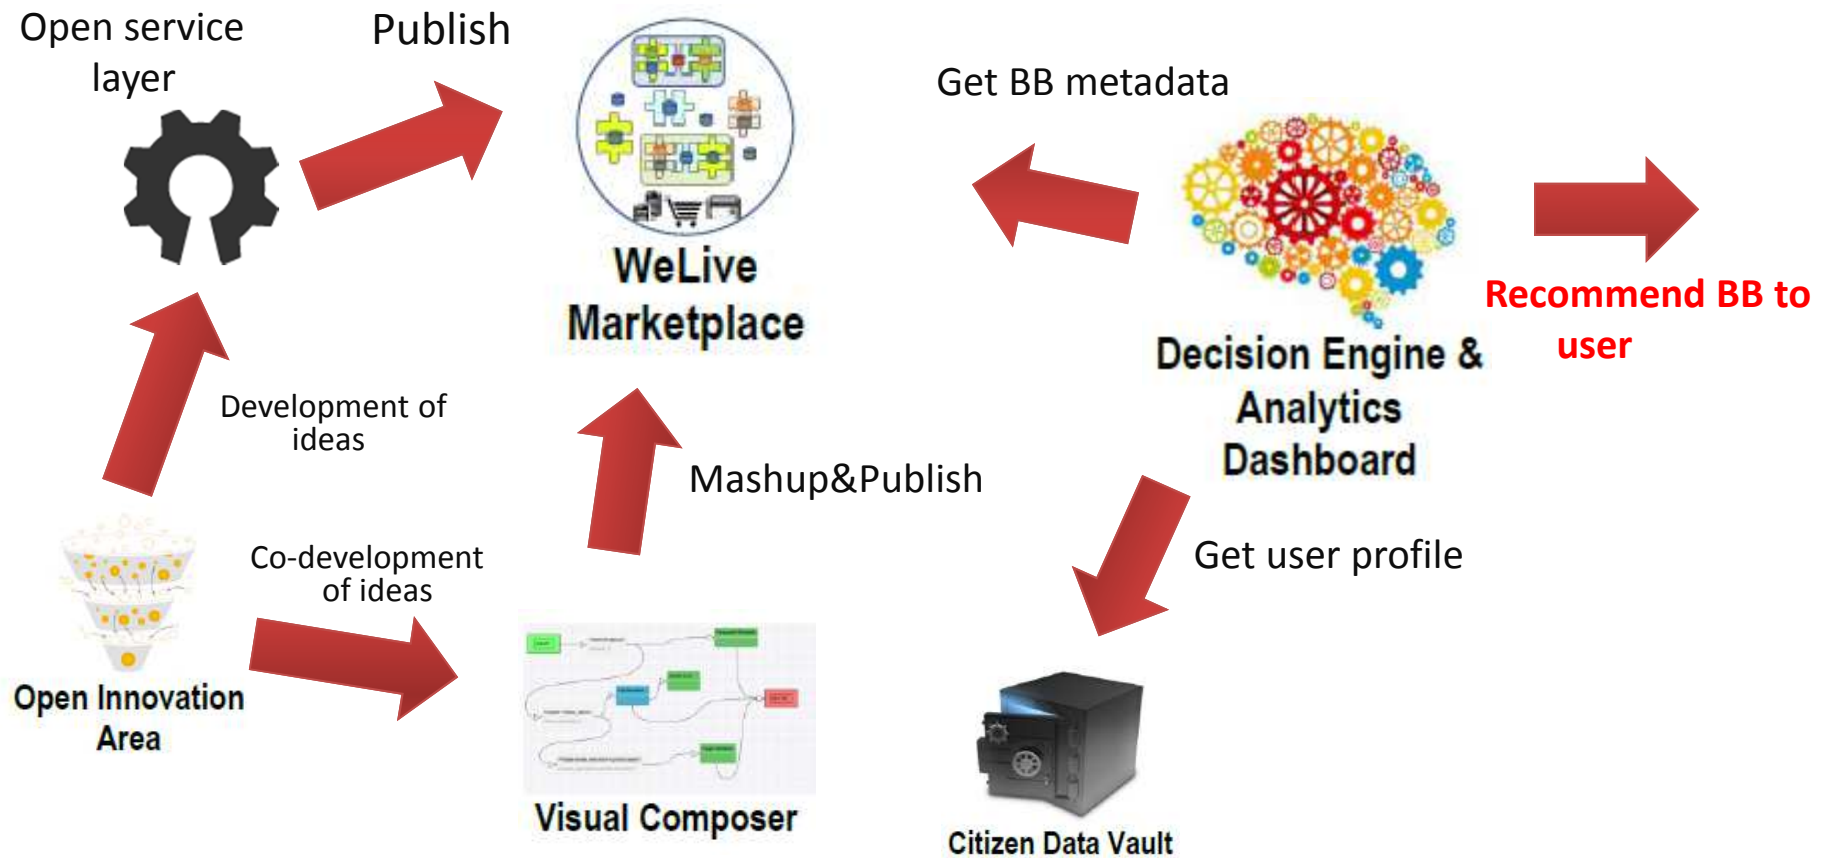 Open service
layer
Publish
Get BB metadata
WeLive
Marketplace
Recommend BB to
user
Decision Engine &
Analytics
Dashboard
Development of
ideas
Mashup&Publish
Co-development
of ideas
Get user profile
Open Innovation
Area
Visual Composer
Citizen Data Vault